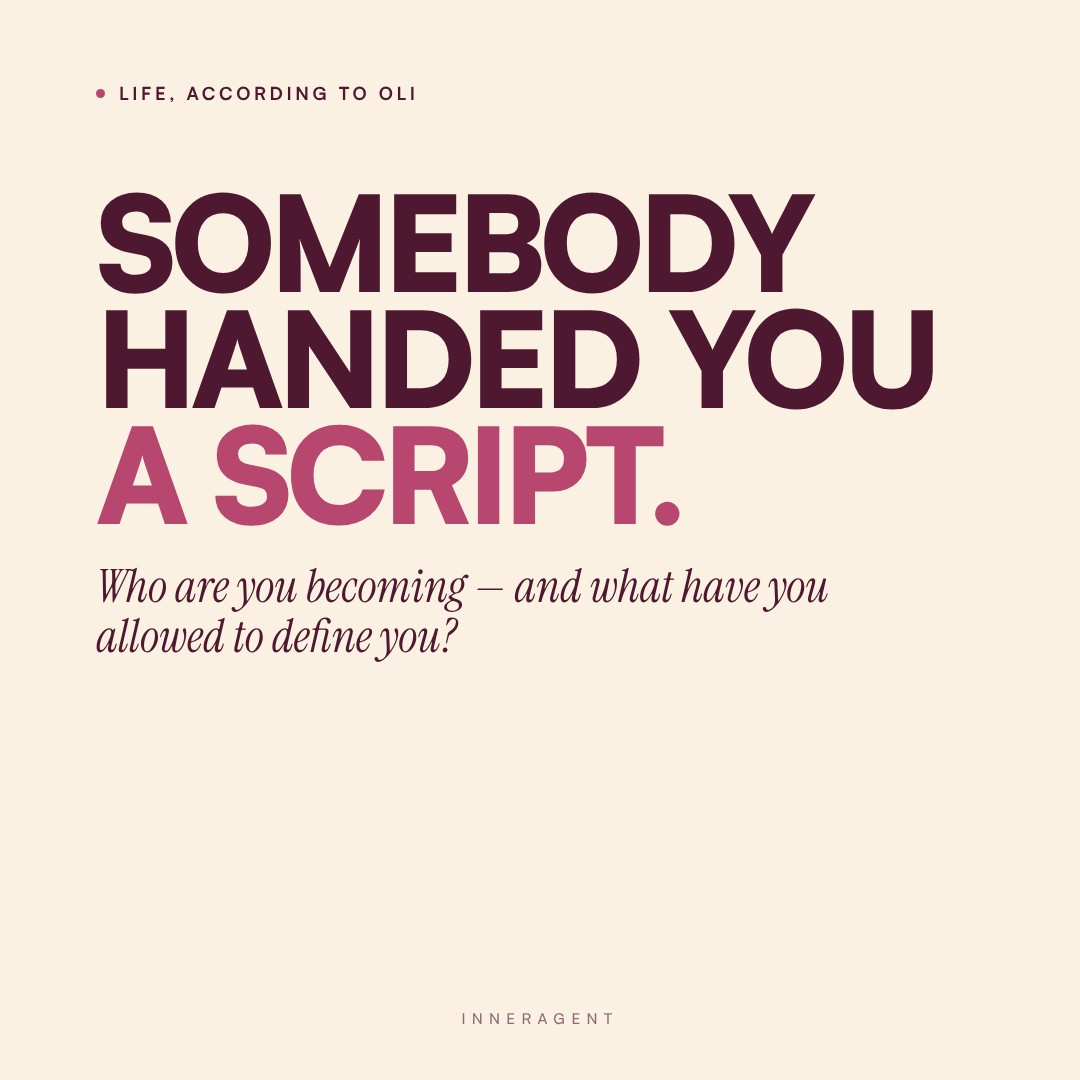 LIFE, ACCORDING TO OLI
SOMEBODY
HANDED YOU
A SCRIPT.
Who are you becoming – and what have you
allowed to define you?
INNERAGENT